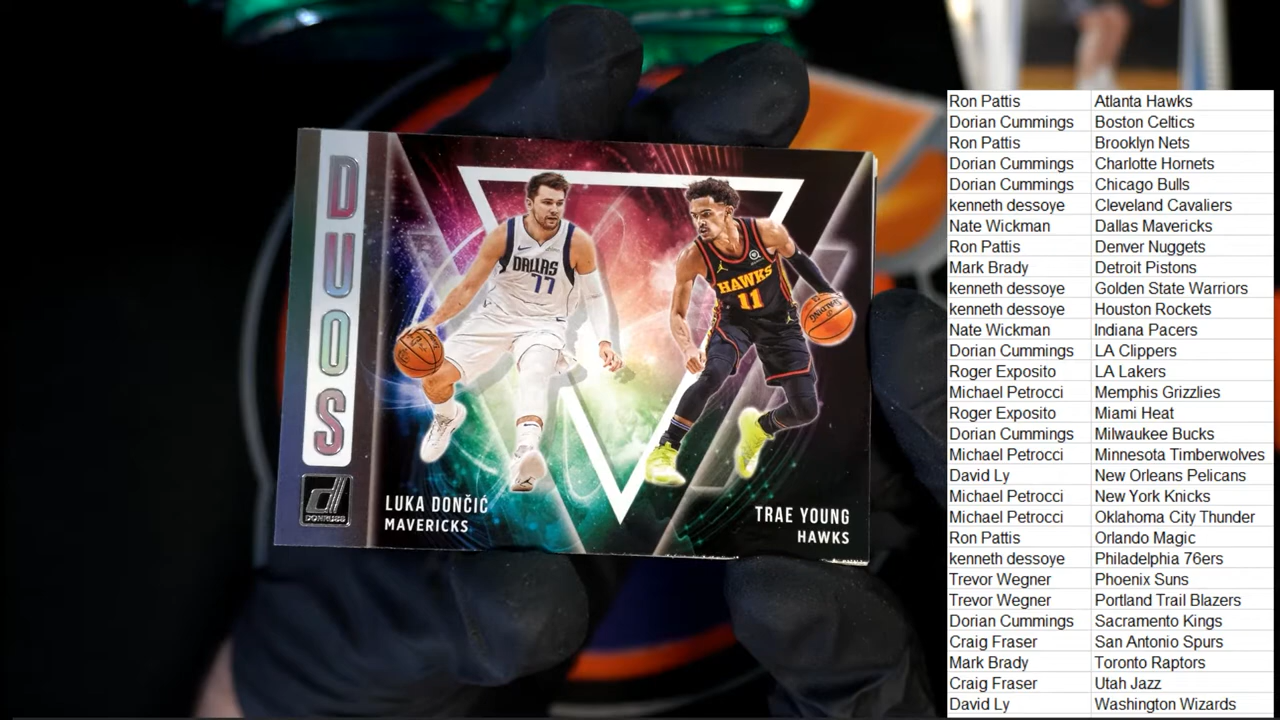 DUOS
DONRUSS
DALLAS
77
HAWKS
11
SPALDING
LUKA DONČIĆ
MAVERICKS
TRAE YOUNG
HAWKS
Ron Pattis Atlanta Hawks
Dorian Cummings Boston Celtics
Ron Pattis Brooklyn Nets
Dorian Cummings Charlotte Hornets
Dorian Cummings Chicago Bulls
kenneth dessoye Cleveland Cavaliers
Nate Wickman Dallas Mavericks
Ron Pattis Denver Nuggets
Mark Brady Detroit Pistons
kenneth dessoye Golden State Warriors
kenneth dessoye Houston Rockets
Nate Wickman Indiana Pacers
Dorian Cummings LA Clippers
Roger Exposito LA Lakers
Michael Petrocci Memphis Grizzlies
Roger Exposito Miami Heat
Dorian Cummings Milwaukee Bucks
Michael Petrocci Minnesota Timberwolves
David Ly New Orleans Pelicans
Michael Petrocci New York Knicks
Michael Petrocci Oklahoma City Thunder
Ron Pattis Orlando Magic
kenneth dessoye Philadelphia 76ers
Trevor Wegner Phoenix Suns
Trevor Wegner Portland Trail Blazers
Dorian Cummings Sacramento Kings
Craig Fraser San Antonio Spurs
Mark Brady Toronto Raptors
Craig Fraser Utah Jazz
David Ly Washington Wizards